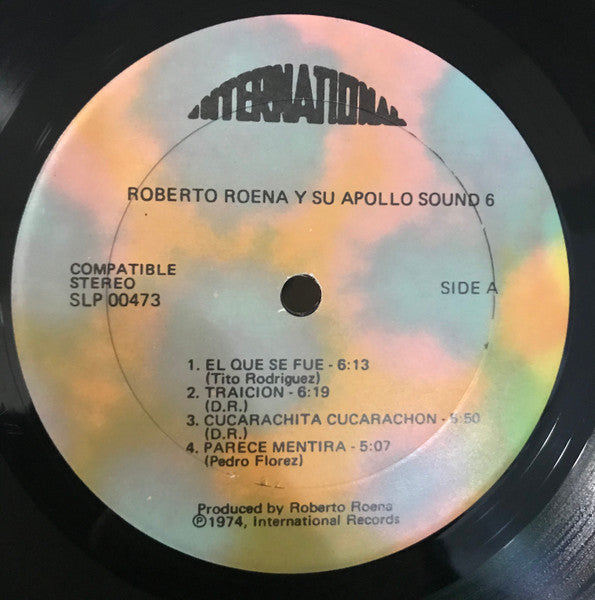 INTERNATIONAL
ROBERTO ROENA Y SU APOLLO SOUND 6
COMPATIBLE
STEREO
SLP 00473
SIDE A
1. EL QUE SE FUE - 6:13
(Tito Rodriguez)
2. TRAICION - 6:19
(D.R.)
3. CUCARACHITA CUCARACHON - 5:50
(D.R.)
4. PARECE MENTIRA - 5:07
(Pedro Florez)
Produced by Roberto Roena
℗1974, International Records